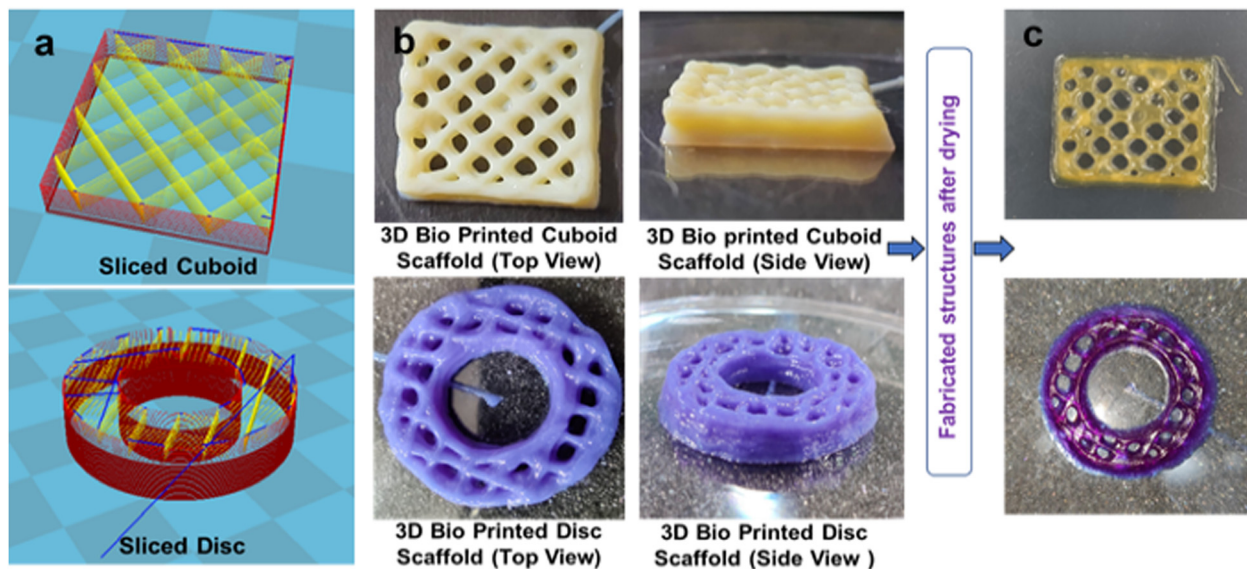 a
b
c
Sliced Cuboid
3D Bio Printed Cuboid
Scaffold (Top View)
3D Bio printed Cuboid
Scaffold (Side View)
Fabricated structures after drying
Sliced Disc
3D Bio Printed Disc
Scaffold (Top View)
3D Bio Printed Disc
Scaffold (Side View )